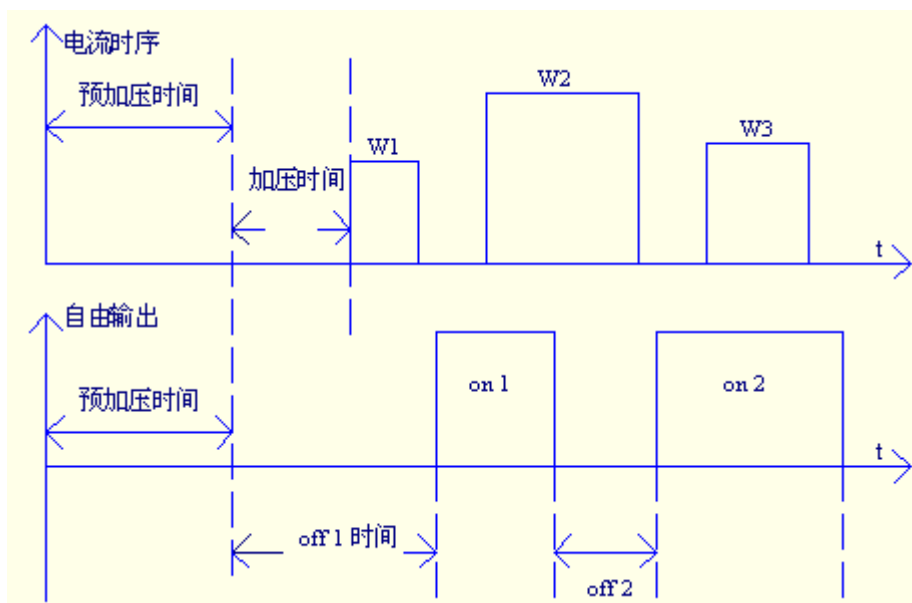 电流时序
预加压时间
W1
W2
W3
加压时间
t
自由输出
预加压时间
on 1
on 2
t
off 1 时间
off 2